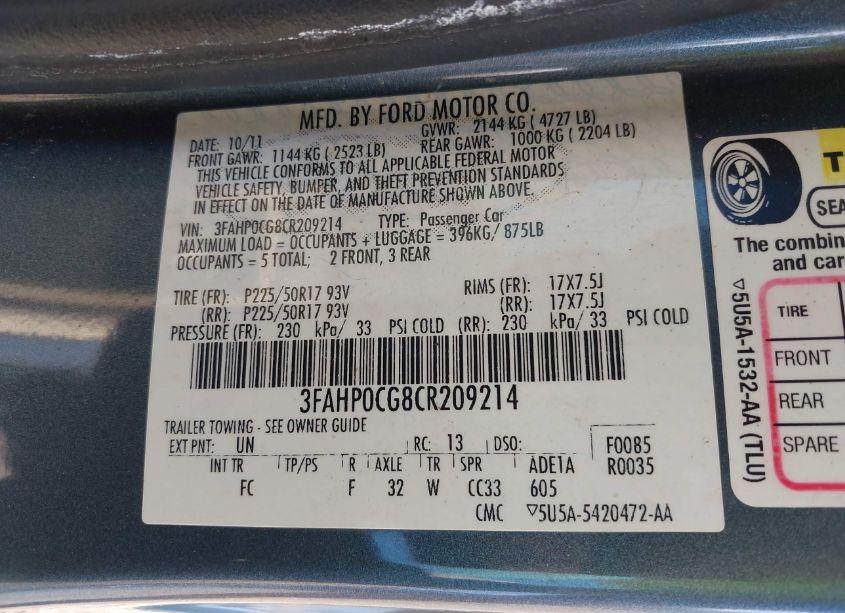 MFD. BY FORD MOTOR CO.
DATE: 10/11 GVWR: 2144 KG ( 4727 LB)
FRONT GAWR: 1144 KG ( 2523 LB) REAR GAWR: 1000 KG ( 2204 LB)
THIS VEHICLE CONFORMS TO ALL APPLICABLE FEDERAL MOTOR
VEHICLE SAFETY, BUMPER, AND THEFT PREVENTION STANDARDS
IN EFFECT ON THE DATE OF MANUFACTURE SHOWN ABOVE.
VIN: 3FAHP0CG8CR209214 TYPE: Passenger Car
MAXIMUM LOAD = OCCUPANTS + LUGGAGE = 396KG/ 875LB
OCCUPANTS = 5 TOTAL; 2 FRONT, 3 REAR
TIRE (FR): P225/50R17 93V RIMS (FR): 17X7.5J
(RR): P225/50R17 93V (RR): 17X7.5J
PRESSURE (FR): 230 kPa/ 33 PSI COLD (RR): 230 kPa/ 33 PSI COLD
3FAHP0CG8CR209214
TRAILER TOWING - SEE OWNER GUIDE
EXT PNT: UN RC: 13 DSO: F0085
R0035
INT TR TP/PS R AXLE TR SPR ADE1A
FC F 32 W CC33 605
CMC ▽5U5A-5420472-AA
T
SEA
The combin
and car
TIRE
FRONT
REAR
SPARE
▽5U5A-1532-AA (TLU)